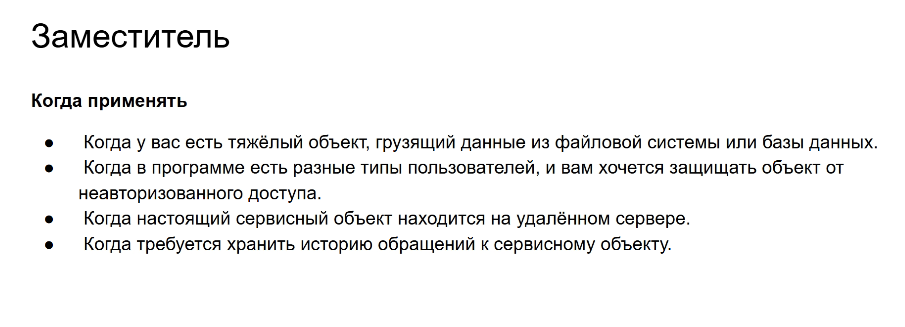 Заместитель
Когда применять
● Когда у вас есть тяжёлый объект, грузящий данные из файловой системы или базы данных.
● Когда в программе есть разные типы пользователей, и вам хочется защищать объект от
неавторизованного доступа.
● Когда настоящий сервисный объект находится на удалённом сервере.
● Когда требуется хранить историю обращений к сервисному объекту.